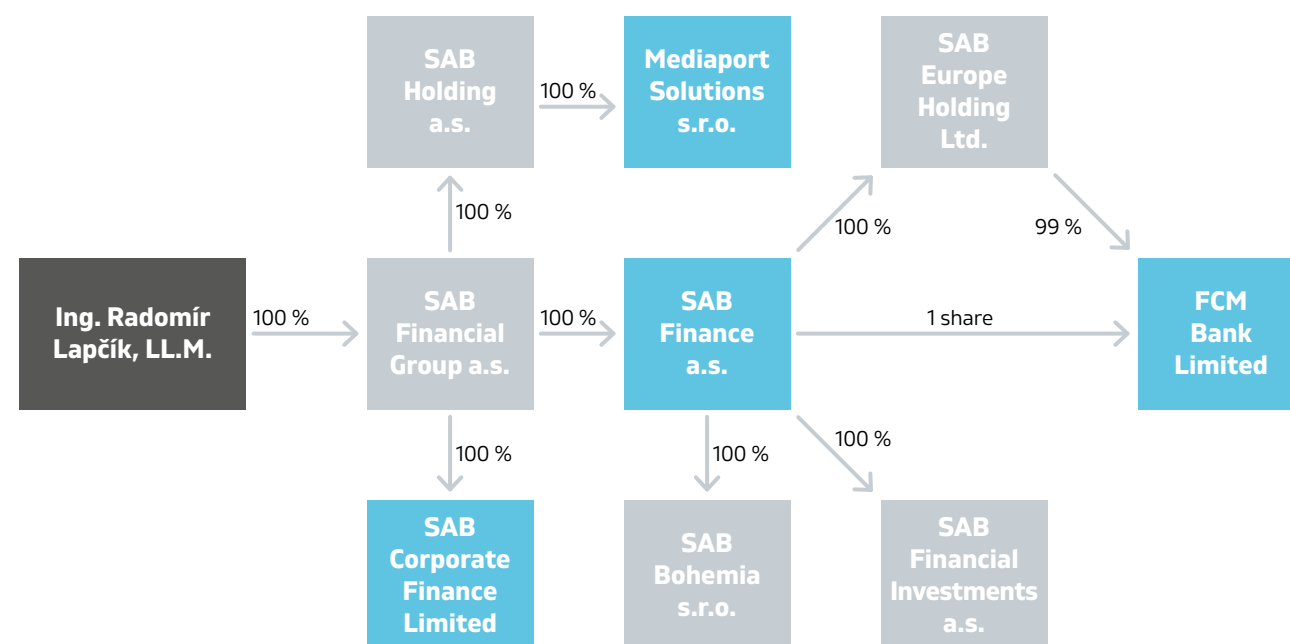 SAB
Holding
a.s.
100 %
Mediaport
Solutions
s.r.o.
SAB
Europe
Holding
Ltd.
100 %
100 %
99 %
Ing. Radomír
Lapčík, LL.M.
100 %
SAB
Financial
Group a.s.
100 %
SAB
Finance
a.s.
1 share
FCM
Bank
Limited
100 %
100 %
100 %
SAB
Corporate
Finance
Limited
SAB
Bohemia
s.r.o.
SAB
Financial
Investments
a.s.